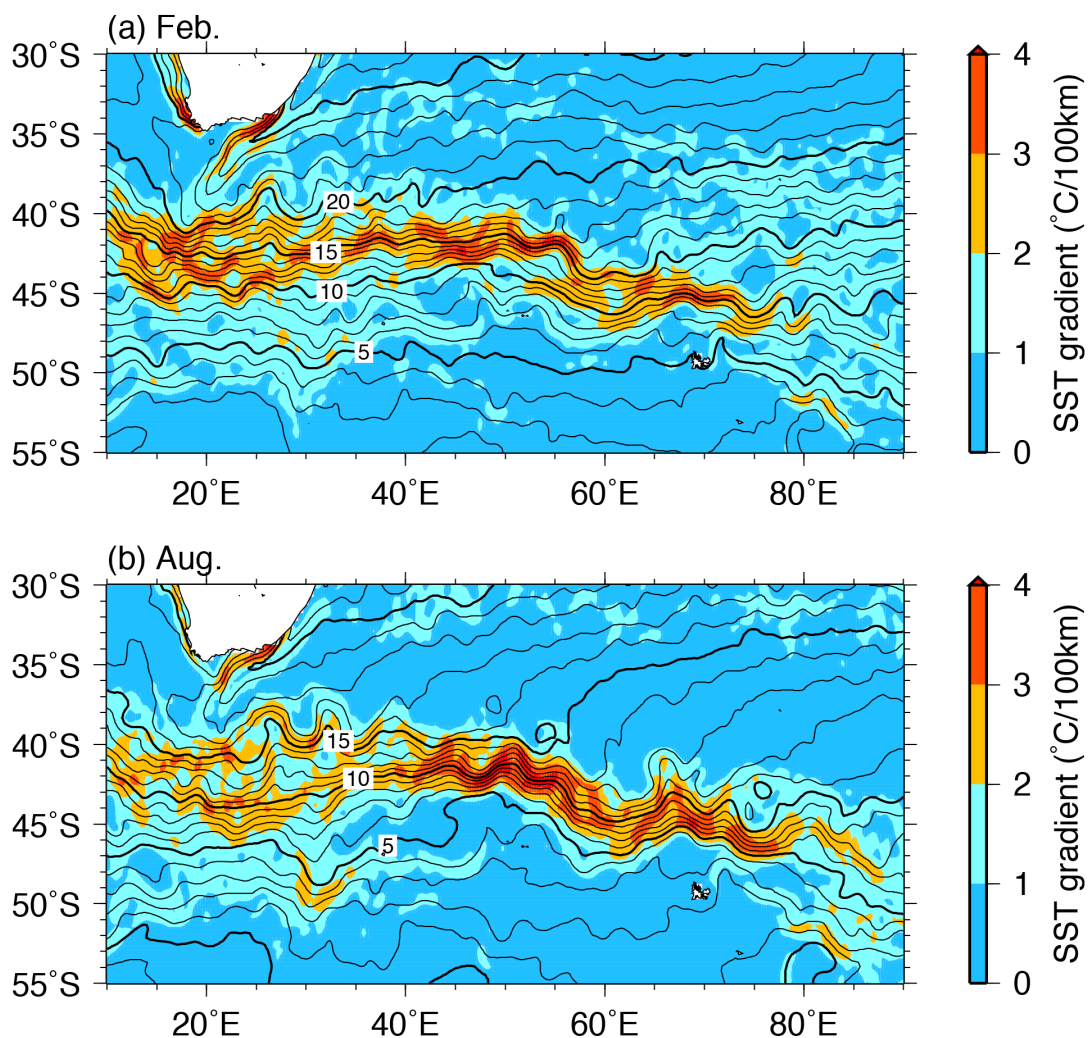 (a) Feb.
30˚S
35˚S
40˚S
45˚S
50˚S
55˚S
20˚E
40˚E
60˚E
80˚E
20
15
10
5
4
3
2
1
0
SST gradient (˚C/100km)
(b) Aug.
30˚S
35˚S
40˚S
45˚S
50˚S
55˚S
20˚E
40˚E
60˚E
80˚E
15
10
5
4
3
2
1
0
SST gradient (˚C/100km)